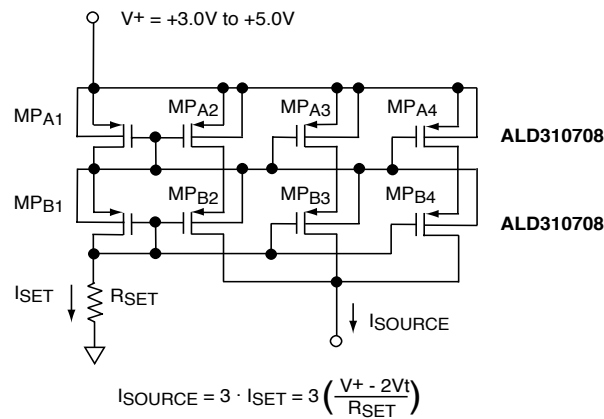 V+ = +3.0V to +5.0V
MPA1
MPA2
MPA3
MPA4
ALD310708
MPB1
MPB2
MPB3
MPB4
ALD310708
ISET
RSET
ISOURCE
ISOURCE = 3 · ISET = 3 ( V+ - 2Vt / RSET )